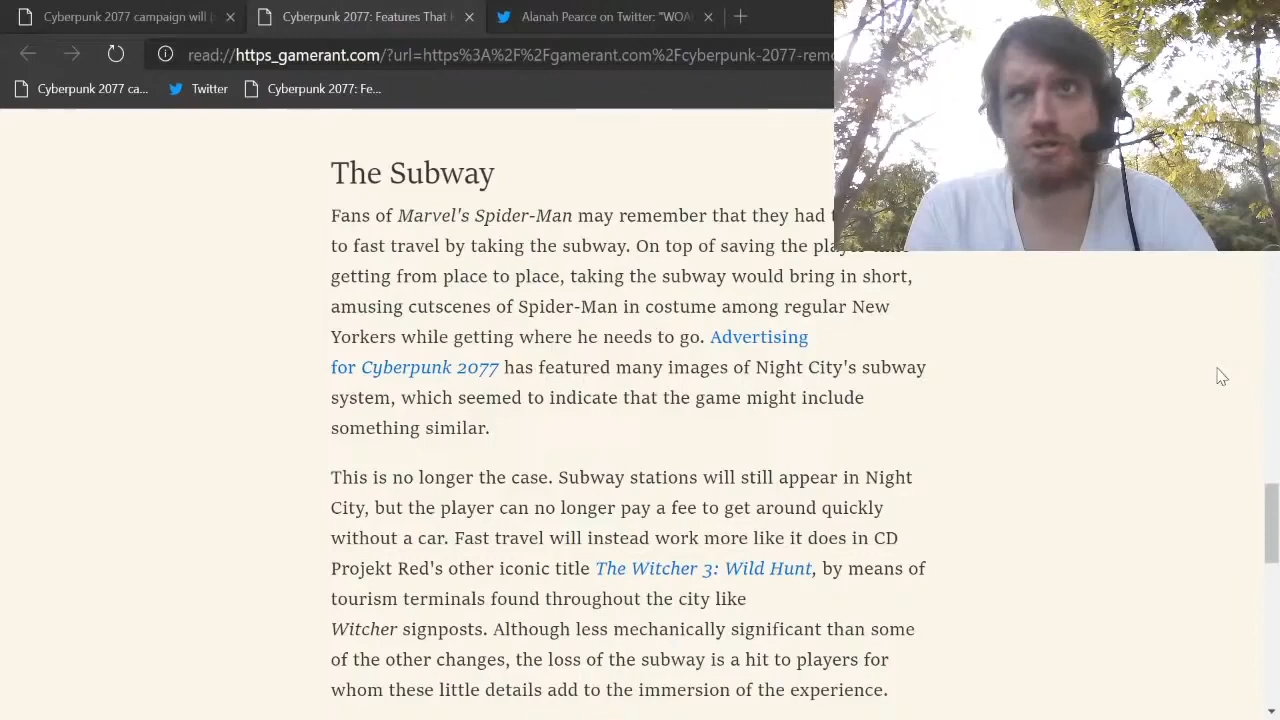 Cyberpunk 2077 campaign will
Cyberpunk 2077: Features That
Alanah Pearce on Twitter: "WOA
read://https_gamerant.com/?url=https%3A%2F%2Fgamerant.com%2Fcyberpunk-2077-remo
Cyberpunk 2077 ca...
Twitter
Cyberpunk 2077: Fe...
The Subway
Fans of Marvel's Spider-Man may remember that they had
to fast travel by taking the subway. On top of saving the
getting from place to place, taking the subway would bring in short,
amusing cutscenes of Spider-Man in costume among regular New
Yorkers while getting where he needs to go. Advertising
for Cyberpunk 2077 has featured many images of Night City's subway
system, which seemed to indicate that the game might include
something similar.
This is no longer the case. Subway stations will still appear in Night
City, but the player can no longer pay a fee to get around quickly
without a car. Fast travel will instead work more like it does in CD
Projekt Red's other iconic title The Witcher 3: Wild Hunt, by means of
tourism terminals found throughout the city like
Witcher signposts. Although less mechanically significant than some
of the other changes, the loss of the subway is a hit to players for
whom these little details add to the immersion of the experience.